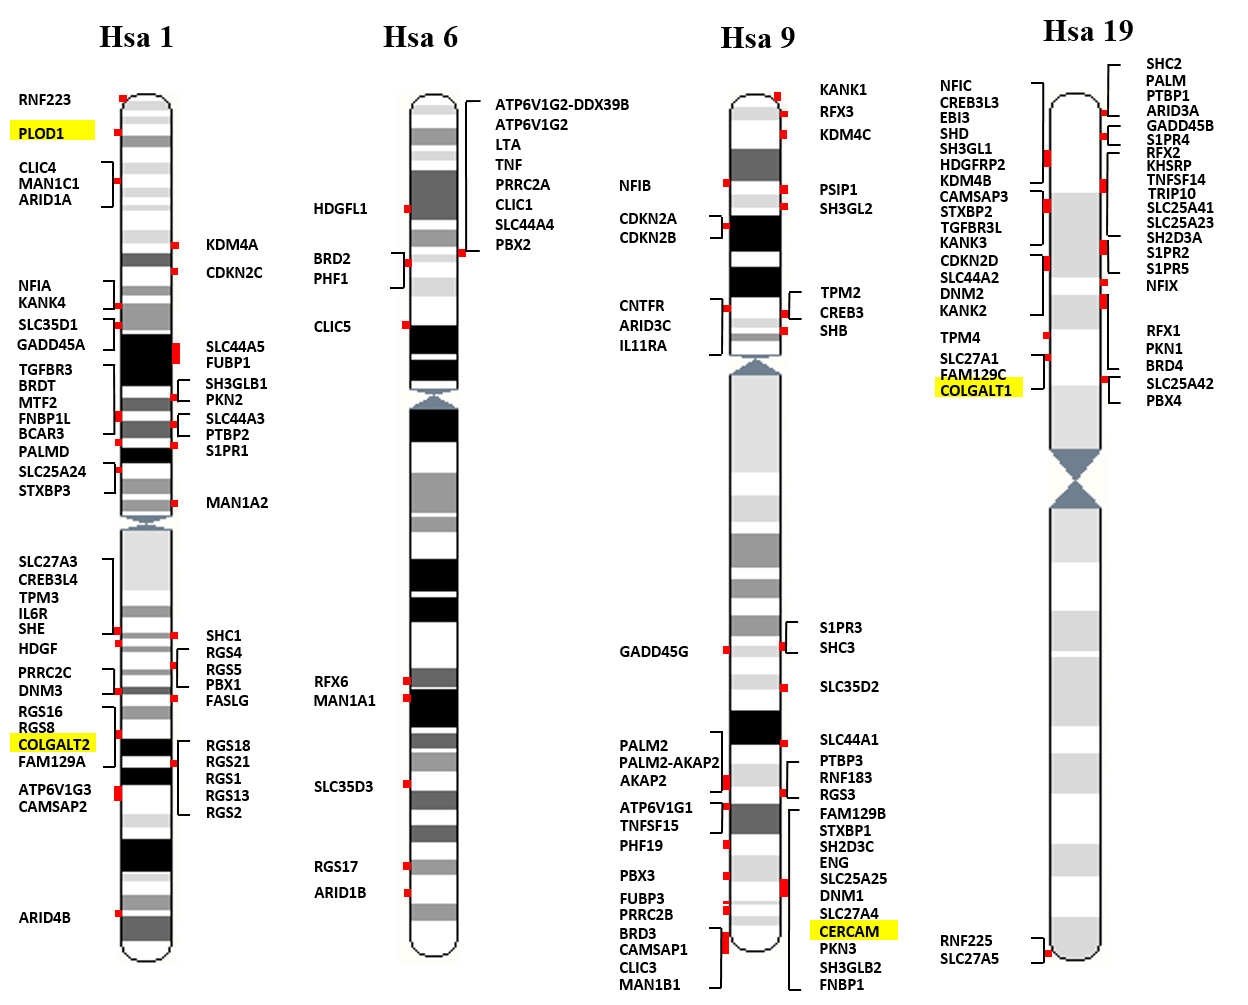 Hsa 1
RNF223
PLOD1
CLIC4
MAN1C1
ARID1A
NFIA
KANK4
SLC35D1
GADD45A
TGFBR3
BRDT
MTF2
FNBP1L
BCAR3
PALMD
SLC25A24
STXBP3
SLC27A3
CREB3L4
TPM3
IL6R
SHE
HDGF
PRRC2C
DNM3
RGS16
RGS8
COLGALT2
FAM129A
ATP6V1G3
CAMSAP2
ARID4B
KDM4A
CDKN2C
SLC44A5
FUBP1
SH3GLB1
PKN2
SLC44A3
PTBP2
S1PR1
MAN1A2
SHC1
RGS4
RGS5
PBX1
FASLG
RGS18
RGS21
RGS1
RGS13
RGS2
Hsa 6
HDGFL1
BRD2
PHF1
CLIC5
RFX6
MAN1A1
SLC35D3
RGS17
ARID1B
ATP6V1G2-DDX39B
ATP6V1G2
LTA
TNF
PRRC2A
CLIC1
SLC44A4
PBX2
Hsa 9
NFIB
CDKN2A
CDKN2B
CNTFR
ARID3C
IL11RA
GADD45G
PALM2
PALM2-AKAP2
AKAP2
ATP6V1G1
TNFSF15
PHF19
PBX3
FUBP3
PRRC2B
BRD3
CAMSAP1
CLIC3
MAN1B1
KANK1
RFX3
KDM4C
PSIP1
SH3GL2
TPM2
CREB3
SHB
S1PR3
SHC3
SLC35D2
SLC44A1
PTBP3
RNF183
RGS3
FAM129B
STXBP1
SH2D3C
ENG
SLC25A25
DNM1
SLC27A4
CERCAM
PKN3
SH3GLB2
FNBP1
Hsa 19
NFIC
CREB3L3
EBI3
SHD
SH3GL1
HDGFRP2
KDM4B
CAMSAP3
STXBP2
TGFBR3L
KANK3
CDKN2D
SLC44A2
DNM2
KANK2
TPM4
SLC27A1
FAM129C
COLGALT1
RNF225
SLC27A5
SHC2
PALM
PTBP1
ARID3A
GADD45B
S1PR4
RFX2
KHSRP
TNFSF14
TRIP10
SLC25A41
SLC25A23
SH2D3A
S1PR2
S1PR5
NFIX
RFX1
PKN1
BRD4
SLC25A42
PBX4